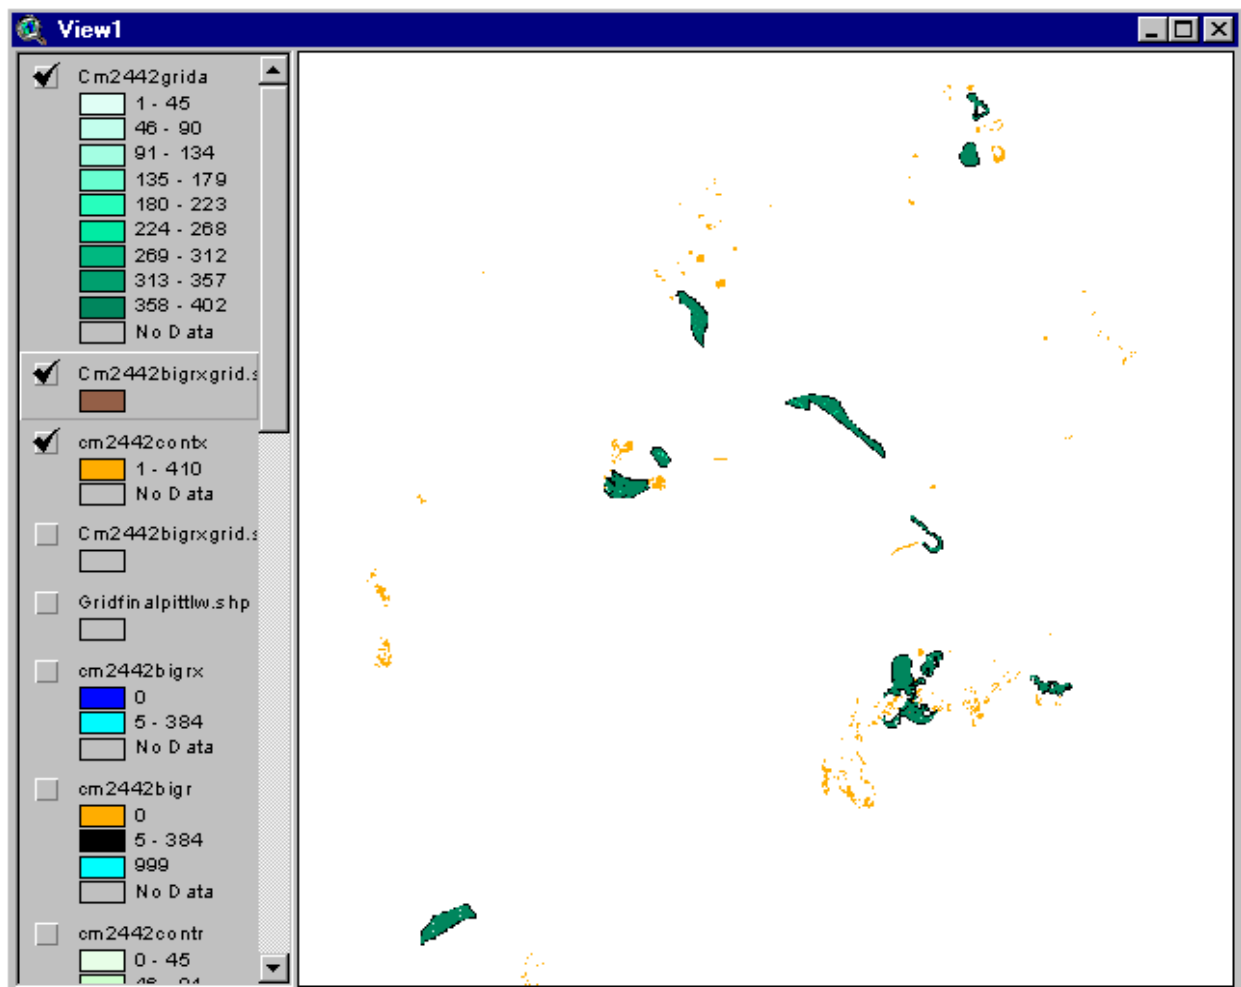 View1
Cm2442grida
1 - 45
46 - 90
91 - 134
135 - 179
180 - 223
224 - 268
269 - 312
313 - 357
358 - 402
No Data
Cm2442bigrxgrid.s
cm2442contx
1 - 410
No Data
Cm2442bigrxgrid.s
Gridfinalpittlw.shp
cm2442bigrx
0
5 - 384
No Data
cm2442bigr
0
5 - 384
999
No Data
cm2442contr
0 - 45